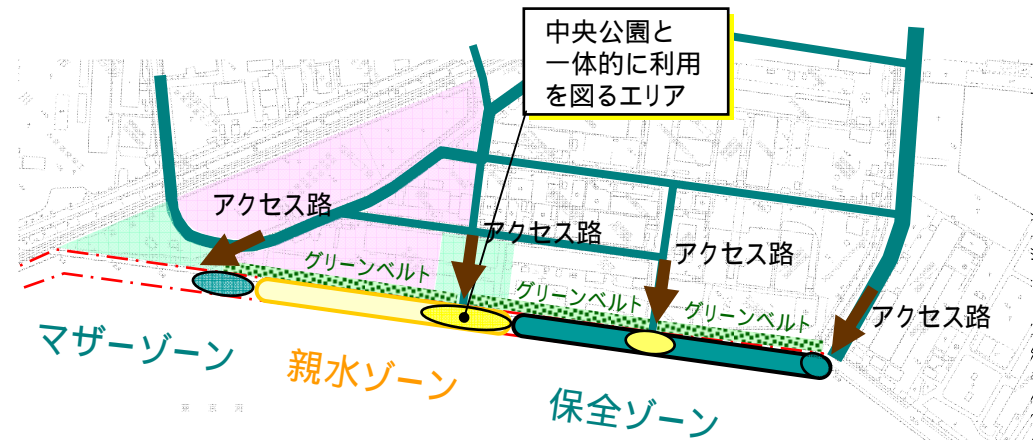 中央公園と
一体的に利用
を図るエリア
アクセス路
アクセス路
アクセス路
アクセス路
グリーンベルト
グリーンベルト
グリーンベルト
マザーゾーン
親水ゾーン
保全ゾーン